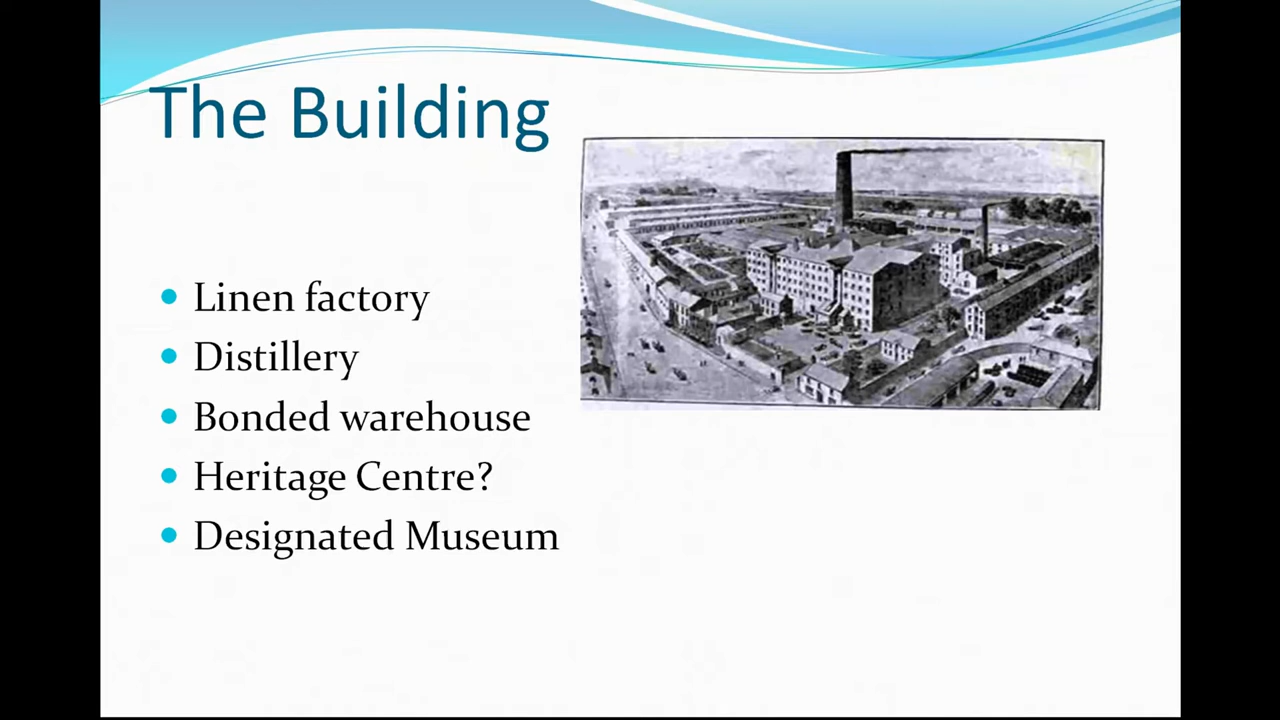 The Building
Linen factory
Distillery
Bonded warehouse
Heritage Centre?
Designated Museum